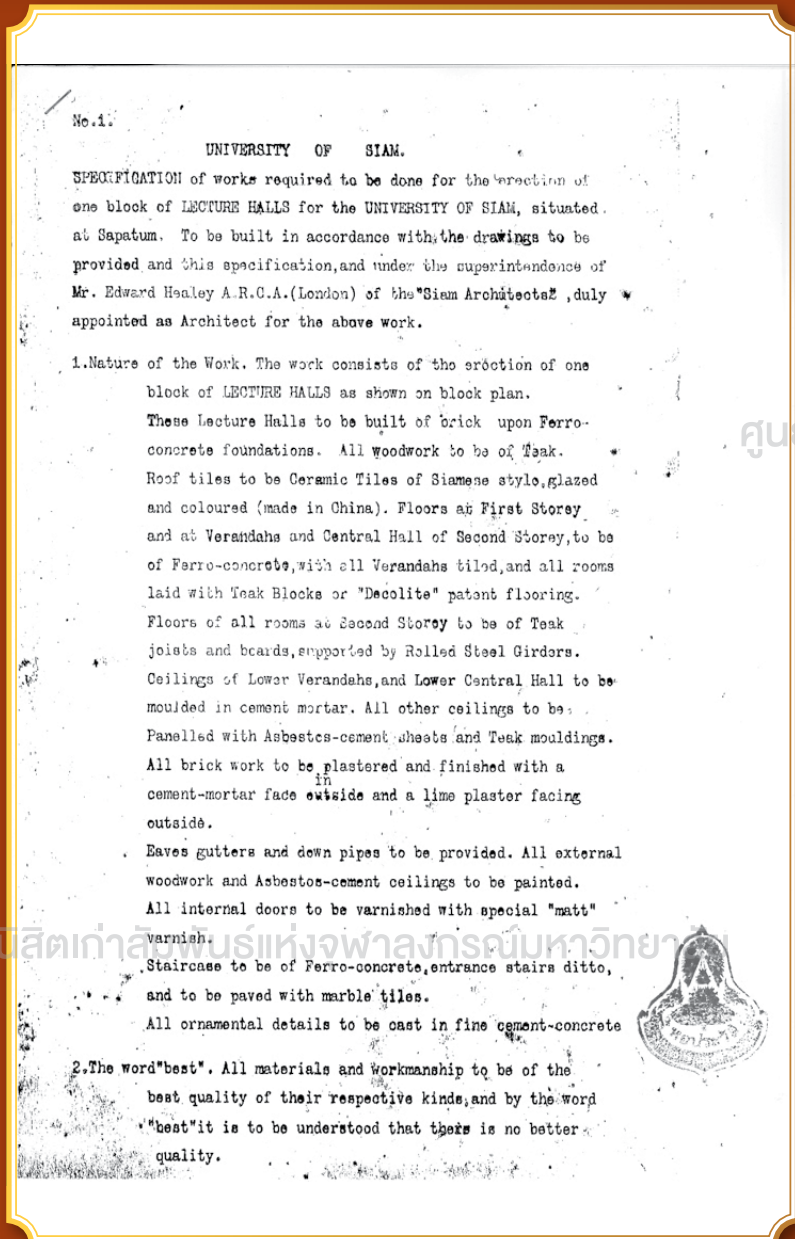 No.1.
UNIVERSITY OF SIAM.
SPECIFICATION of works required to be done for the erection of
one block of LECTURE HALLS for the UNIVERSITY OF SIAM, situated.
at Sapatum. To be built in accordance with the drawings to be
provided and this specification,and under the superintendence of
Mr. Edward Healey A.R.C.A.(London) of the"Siam Architects" ,duly
appointed as Architect for the above work.
1.Nature of the Work. The work consists of the erection of one
block of LECTURE HALLS as shown on block plan.
These Lecture Halls to be built of brick upon Ferro-
concrete foundations. All woodwork to be of Teak.
Roof tiles to be Ceramic Tiles of Siamese style,glazed
and coloured (made in China). Floors at First Storey
and at Verandahs and Central Hall of Second Storey,to be
of Ferro-concrete,with all Verandahs tiled,and all rooms
laid with Teak Blocks or "Decolite" patent flooring.
Floors of all rooms at Second Storey to be of Teak
joists and boards,supported by Rolled Steel Girders.
Ceilings of Lower Verandahs,and Lower Central Hall to be
moulded in cement mortar. All other ceilings to be
Panelled with Asbestos-cement sheets and Teak mouldings.
All brick work to be plastered and finished with a
in
cement-mortar face outside and a lime plaster facing
outside.
Eaves gutters and down pipes to be provided. All external
woodwork and Asbestos-cement ceilings to be painted.
All internal doors to be varnished with special "matt"
varnish.
Staircase to be of Ferro-concrete,entrance stairs ditto,
and to be paved with marble tiles.
All ornamental details to be cast in fine cement-concrete
2.The word"best". All materials and workmanship to be of the
best quality of their respective kinds,and by the word
"best"it is to be understood that there is no better
quality.